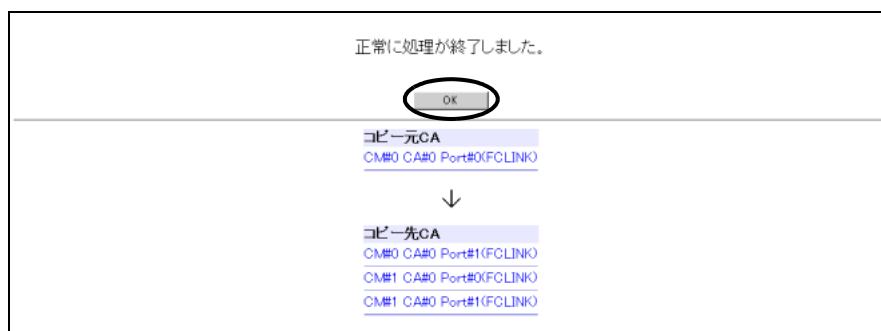 正常に処理が終了しました。
OK
コピー元CA
CM#0 CA#0 Port#0(FCLINK)
↓
コピー先CA
CM#0 CA#0 Port#1(FCLINK)
CM#1 CA#0 Port#0(FCLINK)
CM#1 CA#0 Port#1(FCLINK)